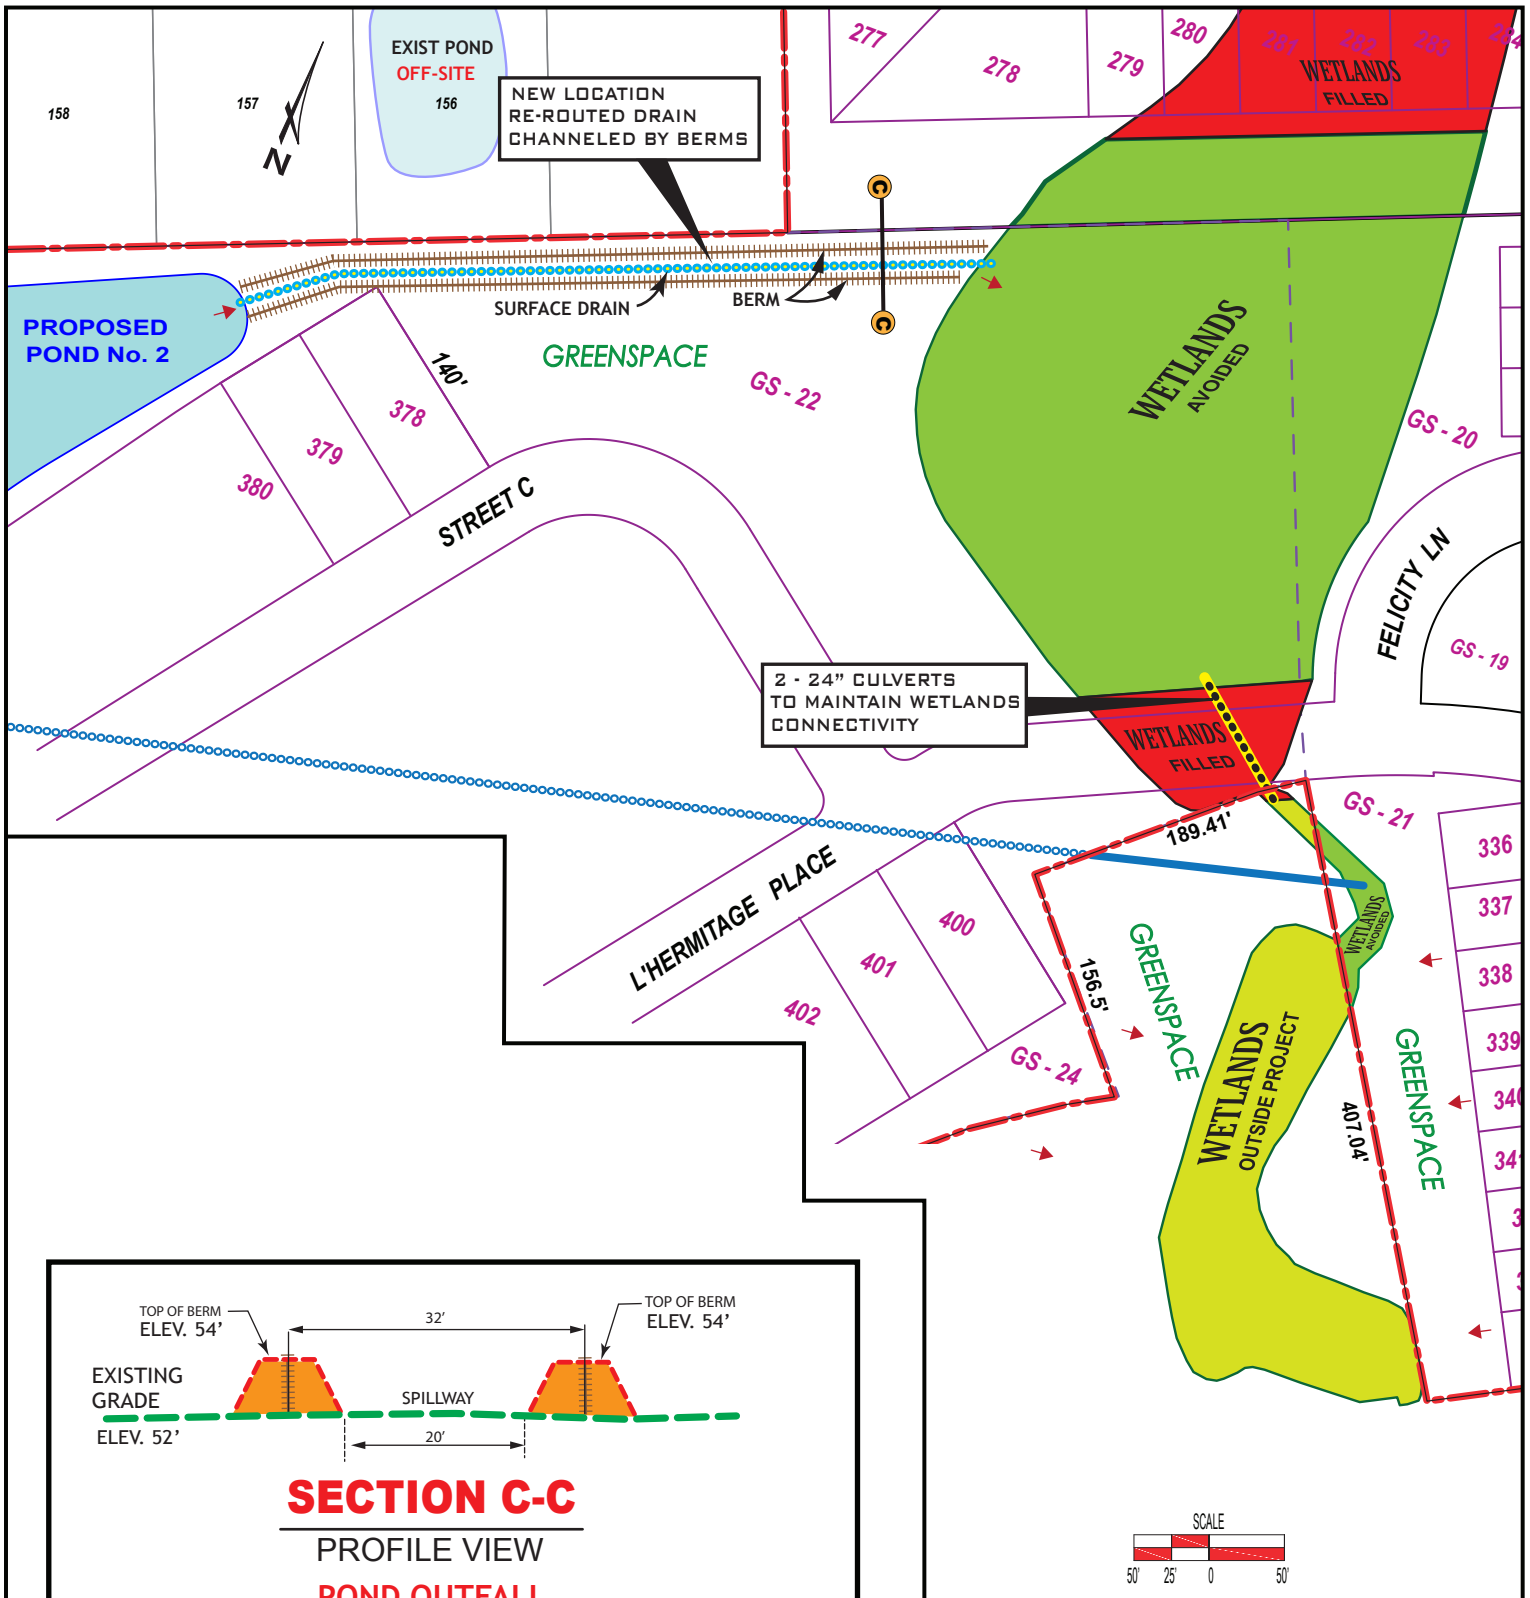 EXIST POND
OFF-SITE
156
157
158
N
NEW LOCATION
RE-ROUTED DRAIN
CHANNELED BY BERMS
277
278
279
280
281
282
283
284
WETLANDS
FILLED
C
C
SURFACE DRAIN
BERM
PROPOSED
POND No. 2
GREENSPACE
GS - 22
140'
378
379
380
STREET C
WETLANDS
AVOIDED
GS - 20
FELICITY LN
GS - 19
2 - 24” CULVERTS
TO MAINTAIN WETLANDS
CONNECTIVITY
WETLANDS
FILLED
189.41'
GS - 21
336
337
338
339
WETLANDS
AVOIDED
L'HERMITAGE PLACE
400
401
402
156.5'
GREENSPACE
GS - 24
WETLANDS
OUTSIDE PROJECT
407.04'
GREENSPACE
TOP OF BERM
ELEV. 54’
32’
TOP OF BERM
ELEV. 54’
EXISTING
GRADE
SPILLWAY
ELEV. 52’
20’
SECTION C-C
PROFILE VIEW
POND OUTFALL
SCALE
50' 25' 0 50'